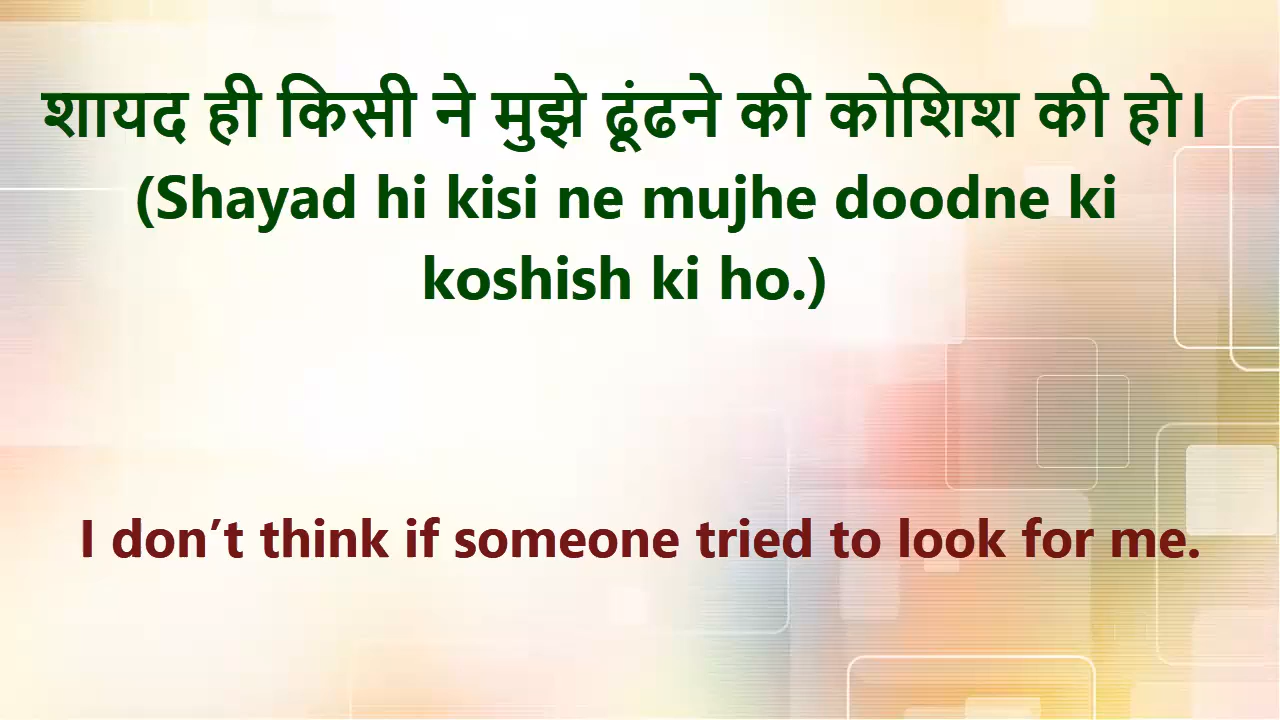 शायद ही किसी ने मुझे ढूंढने की कोशिश की हो।
(Shayad hi kisi ne mujhe doodne ki
koshish ki ho.)
I don’t think if someone tried to look for me.